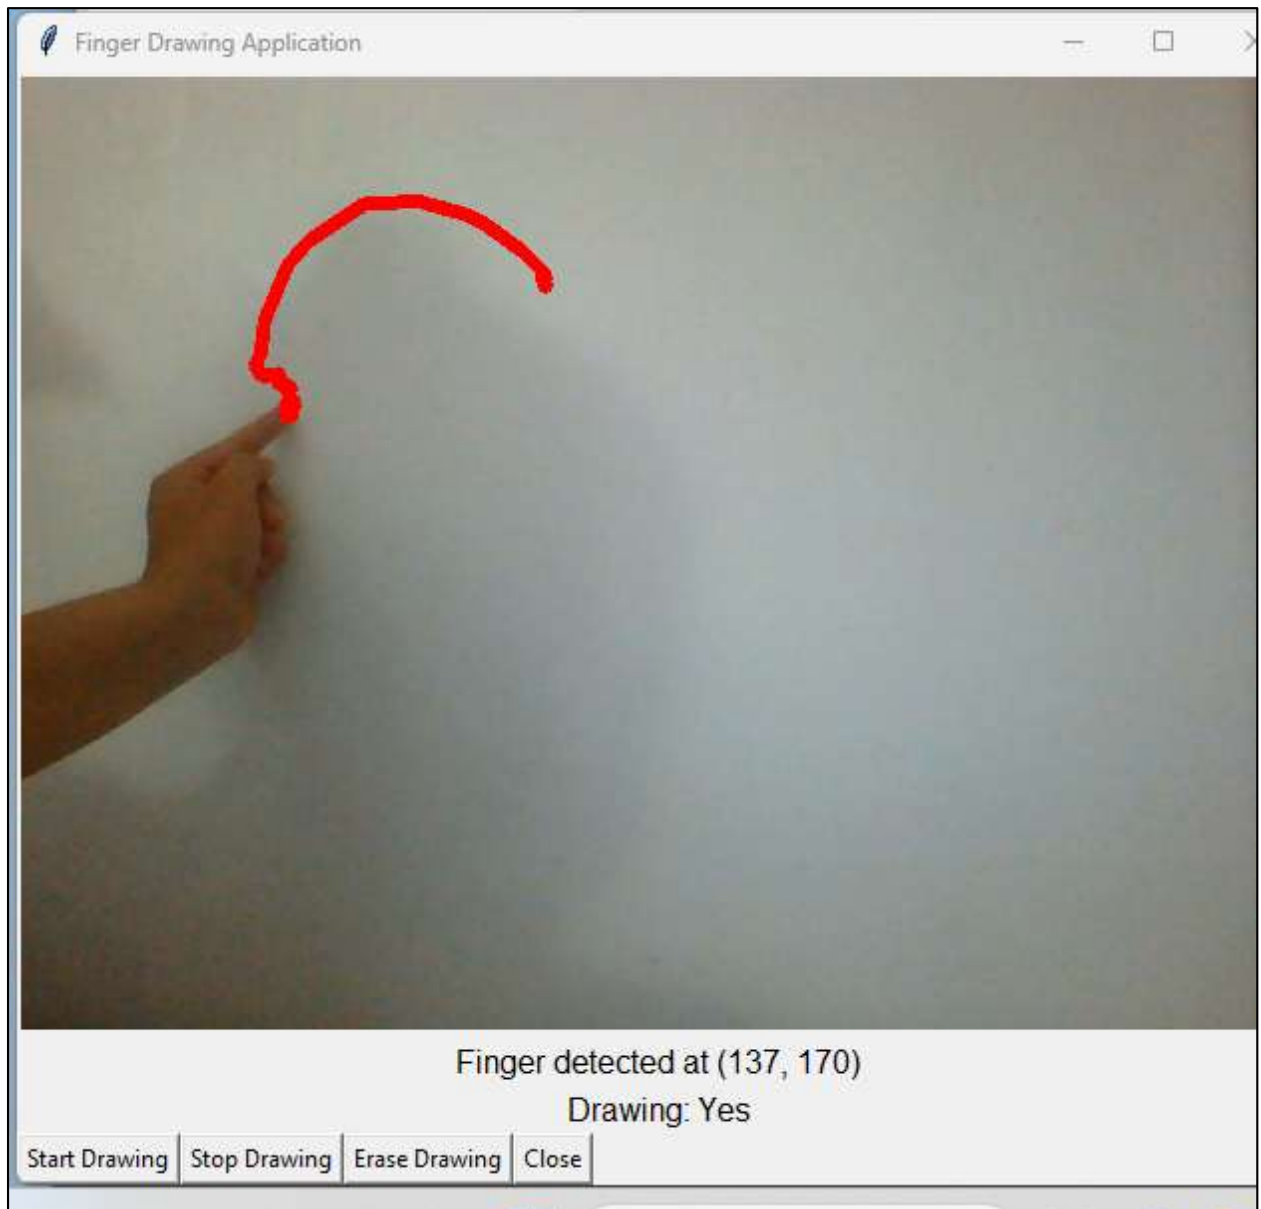 Finger Drawing Application
Finger detected at (137, 170)
Drawing: Yes
Start Drawing Stop Drawing Erase Drawing Close